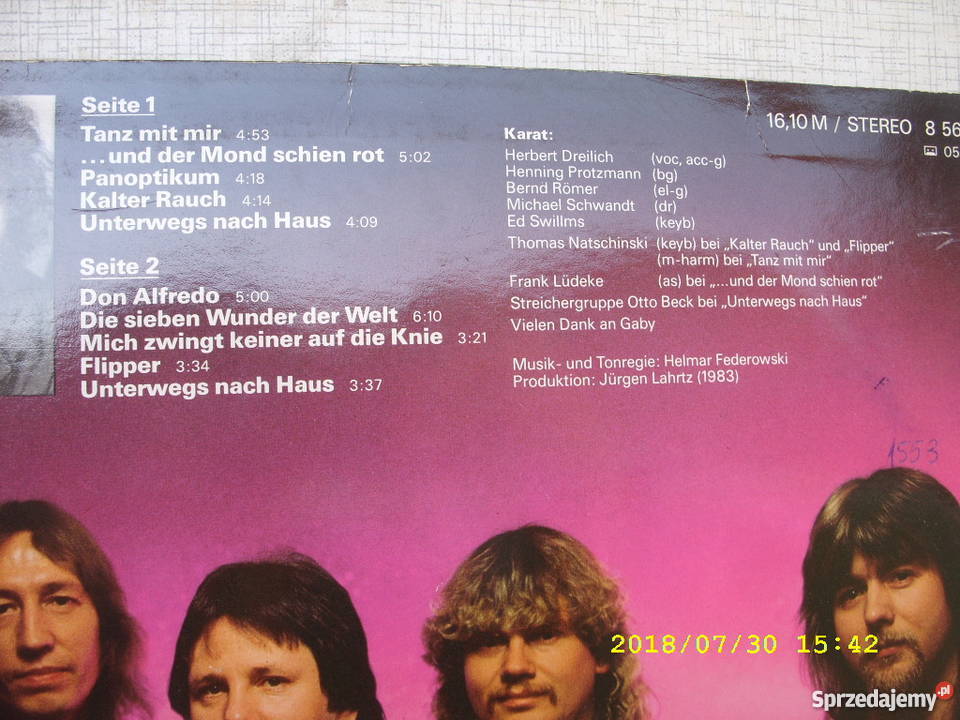 Seite 1
Tanz mit mir 4:53
...und der Mond schien rot 5:02
Panoptikum 4:18
Kalter Rauch 4:14
Unterwegs nach Haus 4:09
Seite 2
Don Alfredo 5:00
Die sieben Wunder der Welt 6:10
Mich zwingt keiner auf die Knie 3:21
Flipper 3:34
Unterwegs nach Haus 3:37
Karat:
Herbert Dreilich (voc, acc-g)
Henning Protzmann (bg)
Bernd Römer (el-g)
Michael Schwandt (dr)
Ed Swillms (keyb)
Thomas Natschinski (keyb) bei „Kalter Rauch“ und „Flipper“
(m-harm) bei „Tanz mit mir“
Frank Lüdeke (as) bei „...und der Mond schien rot“
Streichergruppe Otto Beck bei „Unterwegs nach Haus“
Vielen Dank an Gaby
Musik- und Tonregie: Helmar Federowski
Produktion: Jürgen Lahrtz (1983)
16,10 M / STEREO 8 56
05
1553
2018/07/30 15:42
Sprzedajemy.pl